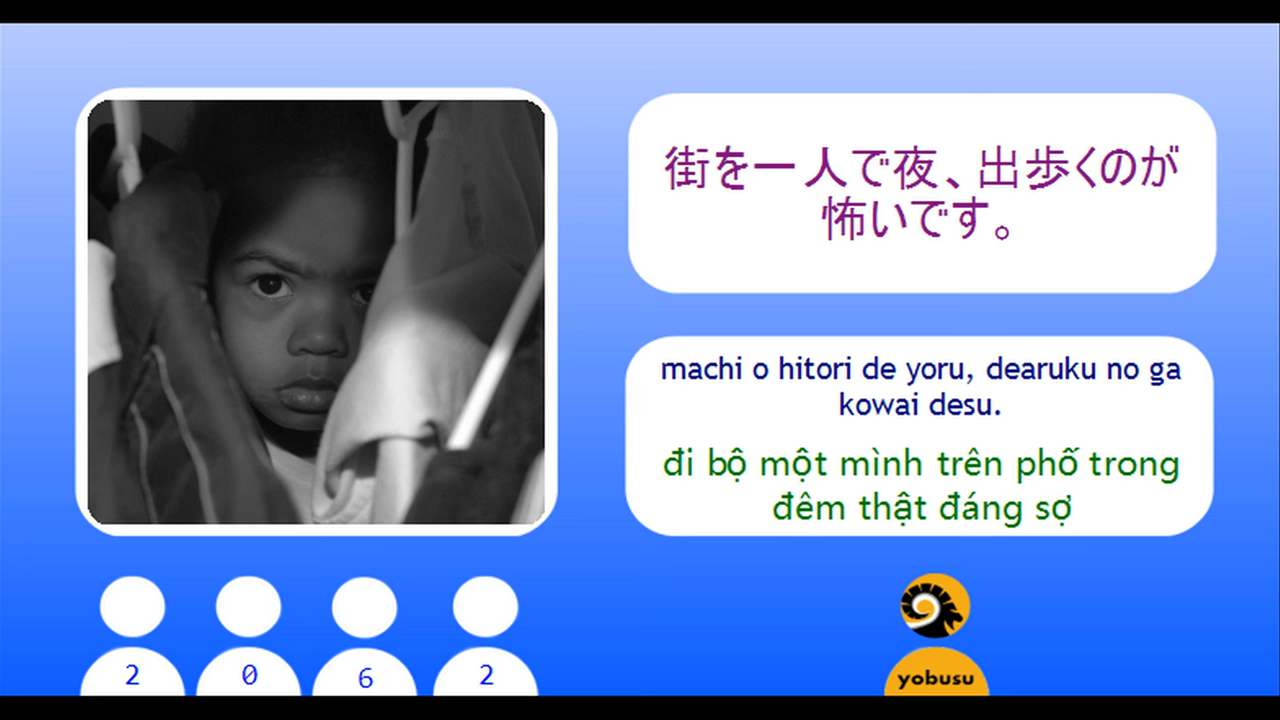 街を一人で夜、出歩くのが
怖いです。
machi o hitori de yoru, dearuku no ga
kowai desu.
đi bộ một mình trên phố trong
đêm thật đáng sợ
2 0 6 2
yobusu